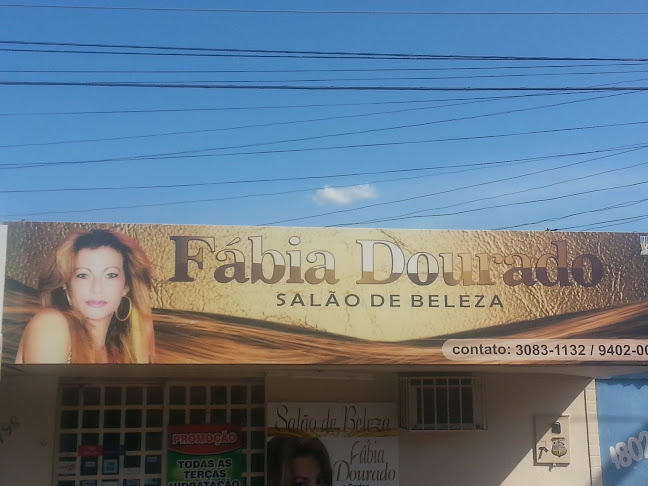 Fábia Dourado
SALÃO DE BELEZA
contato: 3083-1132 / 9402-00
PROMOÇÃO
TODAS AS
TERÇAS
HIDRATAÇÃO
Salão de Beleza
Fábia
Dourado
1802